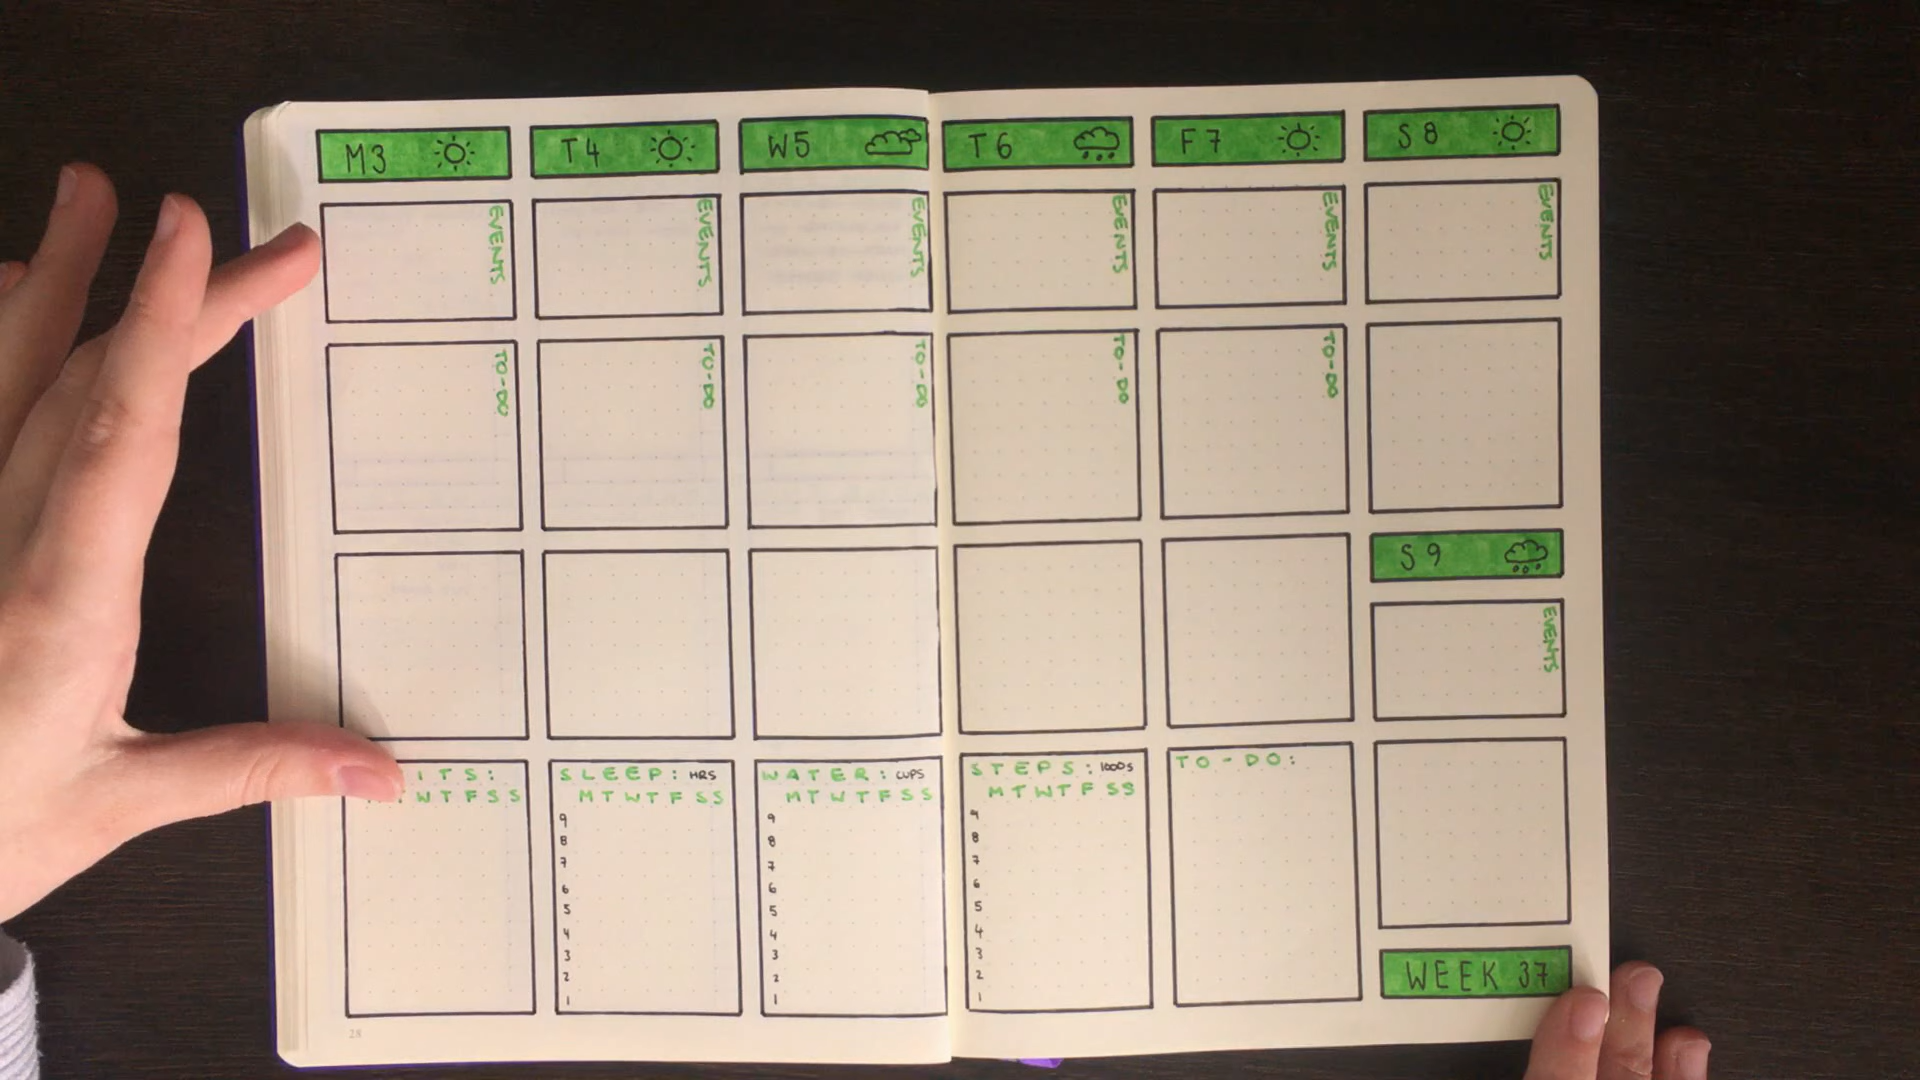 M3
T4
W5
T6
F7
S8
EVENTS
EVENTS
EVENTS
EVENTS
EVENTS
EVENTS
TO-DO
TO-DO
TO-DO
TO-DO
TO-DO
S9
EVENTS
ITS:
WTFSS
SLEEP: HRS
MTWTFSS
9
8
7
6
5
4
3
2
1
WATER: CUPS
MTWTFSS
9
8
7
6
5
4
3
2
1
STEPS: 1000s
MTWTFSS
9
8
7
6
5
4
3
2
1
TO-DO:
WEEK 37
28